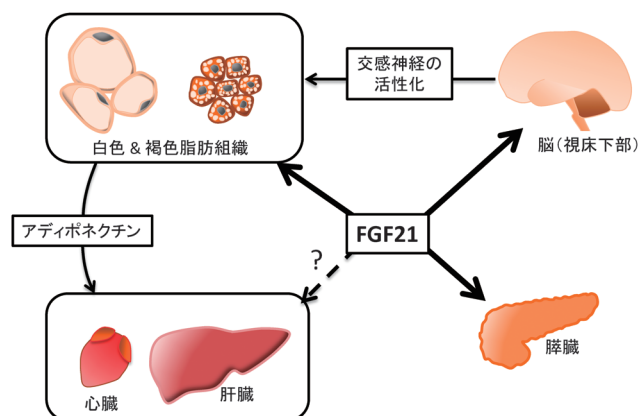 交感神経の
活性化
白色 & 褐色脂肪組織
脳(視床下部)
アディポネクチン
FGF21
?
心臓
肝臓
膵臓